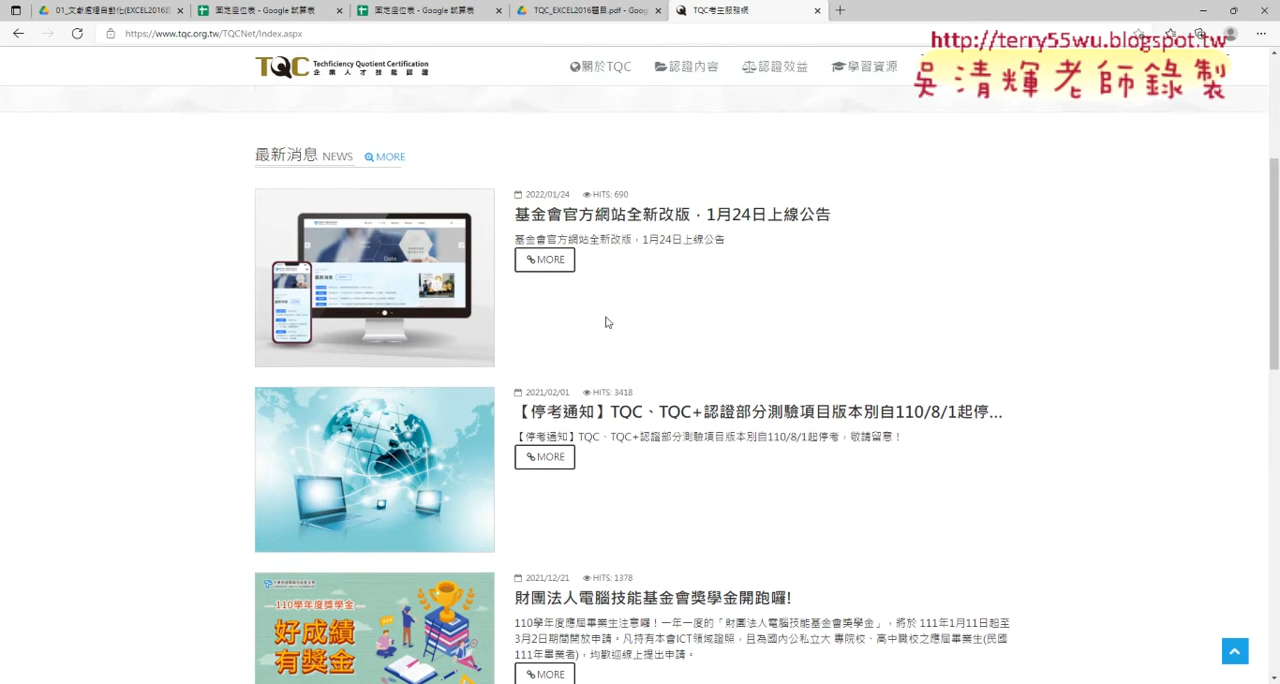 01_文獻處理自動化(EXCEL2016
固定座位表 - Google 試算表
固定座位表 - Google 試算表
TQC_EXCEL2016題目.pdf - Goog
TQC考生服務網
https://www.tqc.org.tw/TQCNet/Index.aspx
http://terry55wu.blogspot.tw
吳清輝老師錄製
TQC Techficiency Quotient Certification
企業人才技能認證
關於TQC
認證內容
認證效益
學習資源
最新消息 NEWS MORE
2022/01/24 HITS: 690
基金會官方網站全新改版，1月24日上線公告
基金會官方網站全新改版，1月24日上線公告
MORE
2021/02/01 HITS: 3418
【停考通知】TQC、TQC+認證部分測驗項目版本別自110/8/1起停...
【停考通知】TQC、TQC+認證部分測驗項目版本別自110/8/1起停考，敬請留意！
MORE
2021/12/21 HITS: 1378
財團法人電腦技能基金會獎學金開跑囉!
110學年度應屆畢業生注意囉！一年一度的「財團法人電腦技能基金會獎學金」，將於 111年1月11日起至
3月2日期間開放申請。凡持有本會ICT領域證照，且為國內公私立大 專院校、高中職校之應屆畢業生(民國
111年畢業者)，均歡迎線上提出申請。
MORE
110學年度獎學金
好成績
有獎金